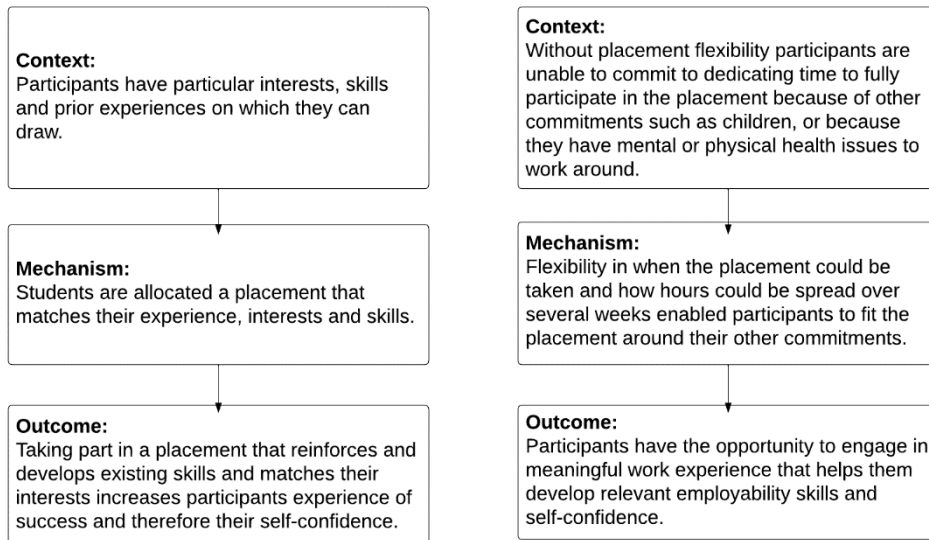 Context:
Participants have particular interests, skills
and prior experiences on which they can
draw.
Mechanism:
Students are allocated a placement that
matches their experience, interests and skills.
Outcome:
Taking part in a placement that reinforces and
develops existing skills and matches their
interests increases participants experience of
success and therefore their self-confidence.
Context:
Without placement flexibility participants are
unable to commit to dedicating time to fully
participate in the placement because of other
commitments such as children, or because
they have mental or physical health issues to
work around.
Mechanism:
Flexibility in when the placement could be
taken and how hours could be spread over
several weeks enabled participants to fit the
placement around their other commitments.
Outcome:
Participants have the opportunity to engage in
meaningful work experience that helps them
develop relevant employability skills and
self-confidence.